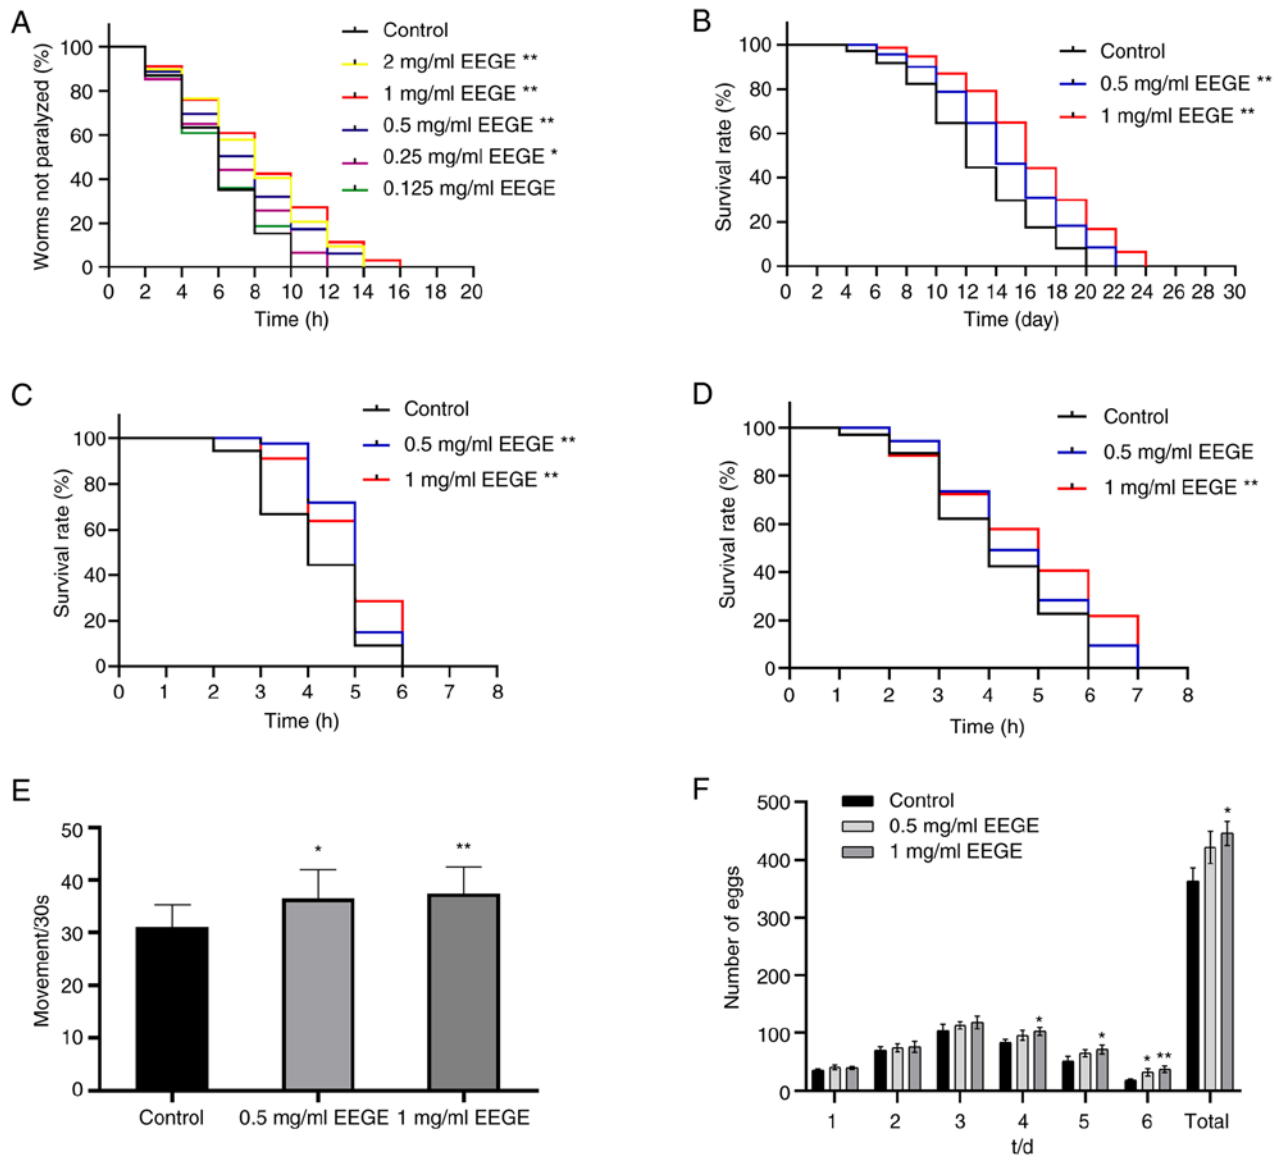 A
Worms not paralyzed (%)
100
80
60
40
20
0
0 2 4 6 8 10 12 14 16 18 20
Time (h)
Control
2 mg/ml EEGE **
1 mg/ml EEGE **
0.5 mg/ml EEGE **
0.25 mg/ml EEGE *
0.125 mg/ml EEGE
B
Survival rate (%)
100
80
60
40
20
0
0 2 4 6 8 10 12 14 16 18 20 22 24 26 28 30
Time (day)
Control
0.5 mg/ml EEGE **
1 mg/ml EEGE **
C
Survival rate (%)
100
80
60
40
20
0
0 1 2 3 4 5 6 7 8
Time (h)
Control
0.5 mg/ml EEGE **
1 mg/ml EEGE **
D
Survival rate (%)
100
80
60
40
20
0
0 1 2 3 4 5 6 7 8
Time (h)
Control
0.5 mg/ml EEGE
1 mg/ml EEGE **
E
Movement/30s
50
40
30
20
10
0
* **
Control 0.5 mg/ml EEGE 1 mg/ml EEGE
F
Number of eggs
500
400
300
200
100
0
Control
0.5 mg/ml EEGE
1 mg/ml EEGE
* * * ** *
1 2 3 4 5 6 Total
t/d